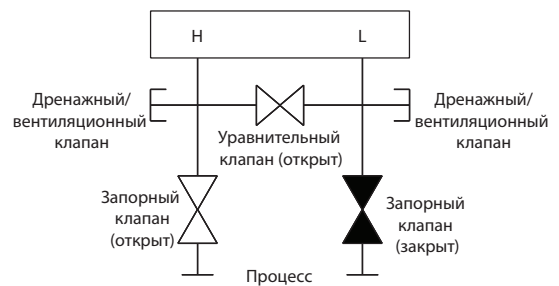 H
L
Дренажный/
вентиляционный
клапан
Уравнительный
клапан (открыт)
Дренажный/
вентиляционный
клапан
Запорный
клапан
(открыт)
Запорный
клапан
(закрыт)
Процесс